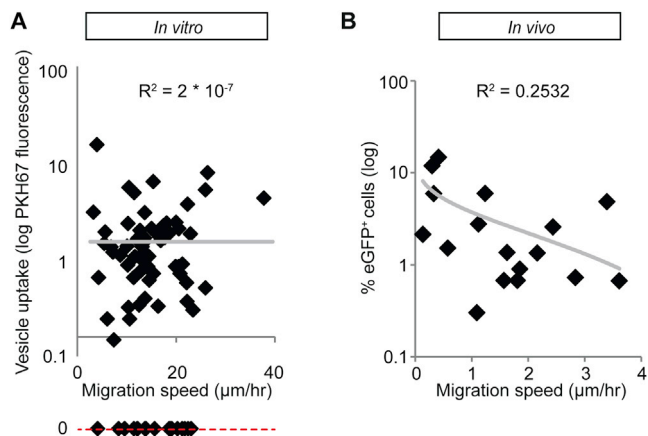 A
In vitro
B
In vivo
Vesicle uptake (log PKH67 fluorescence)
100
10
1
0.1
R² = 2 * 10⁻⁷
0
20
40
Migration speed (µm/hr)
0
% eGFP⁺ cells (log)
100
10
1
0.1
R² = 0.2532
0
1
2
3
4
Migration speed (µm/hr)